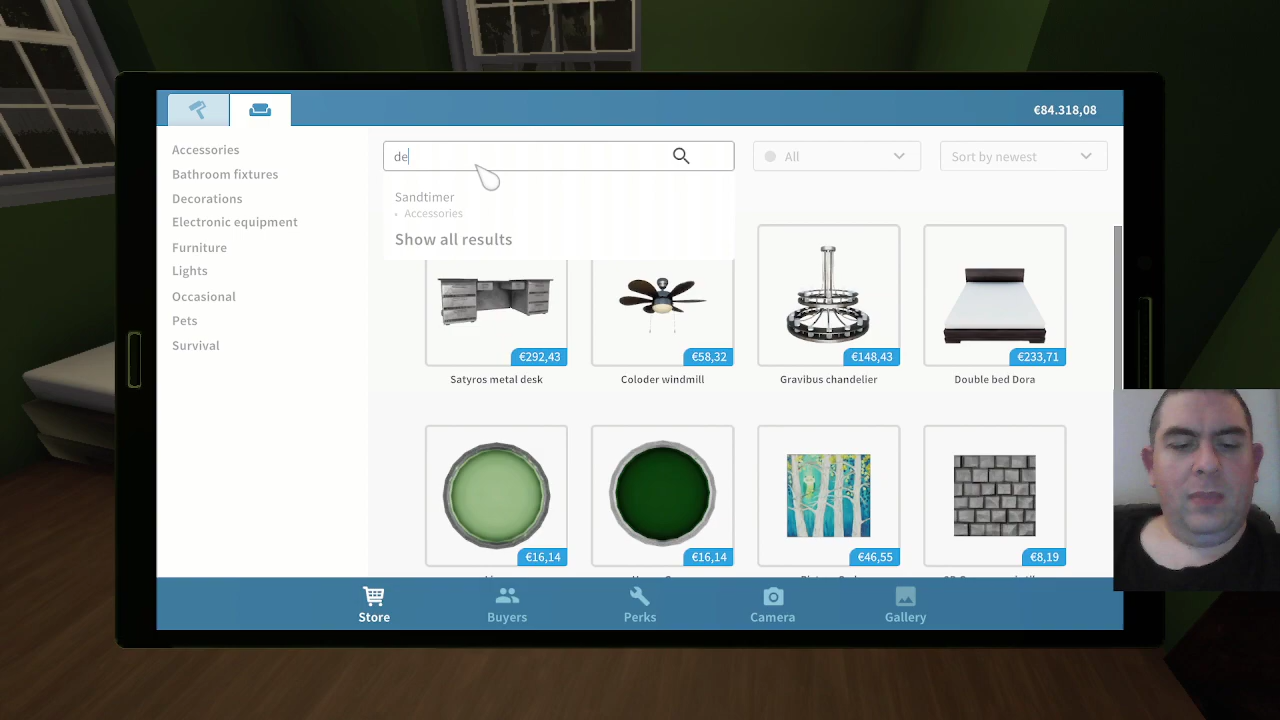 €84.318,08
de
All
Sort by newest
Accessories
Bathroom fixtures
Decorations
Electronic equipment
Furniture
Lights
Occasional
Pets
Survival
Sandtimer
• Accessories
Show all results
€292,43
€58,32
€148,43
€233,71
Satyros metal desk
Coloder windmill
Gravibus chandelier
Double bed Dora
€16,14
€16,14
€46,55
€8,19
Store
Buyers
Perks
Camera
Gallery